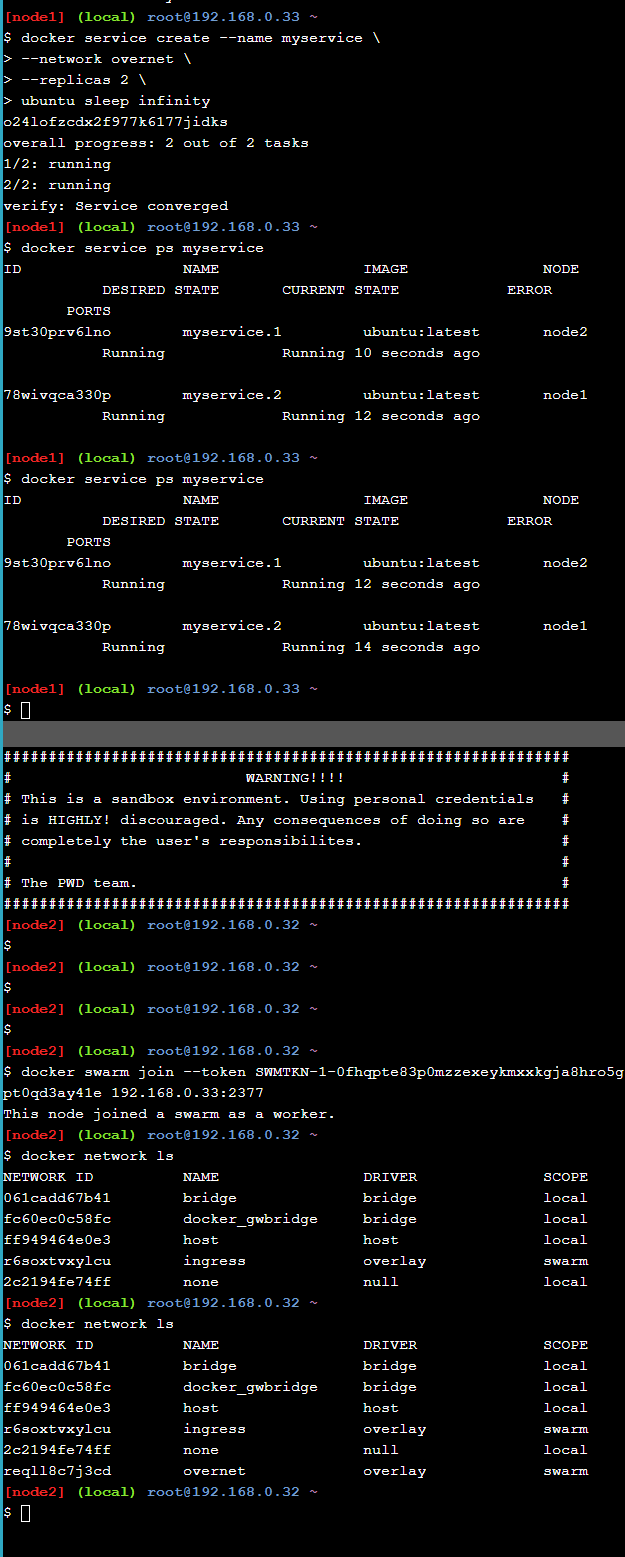 [node1] (local) root@192.168.0.33 ~
$ docker service create --name myservice \
> --network overnet \
> --replicas 2 \
> ubuntu sleep infinity
o24lofzcdx2f977k6177jidks
overall progress: 2 out of 2 tasks
1/2: running
2/2: running
verify: Service converged
[node1] (local) root@192.168.0.33 ~
$ docker service ps myservice
ID                  NAME                IMAGE               NODE
           DESIRED STATE       CURRENT STATE            ERROR
       PORTS
9st30prv6lno        myservice.1         ubuntu:latest       node2
           Running             Running 10 seconds ago
78wivqca330p        myservice.2         ubuntu:latest       node1
           Running             Running 12 seconds ago
[node1] (local) root@192.168.0.33 ~
$ docker service ps myservice
ID                  NAME                IMAGE               NODE
           DESIRED STATE       CURRENT STATE            ERROR
       PORTS
9st30prv6lno        myservice.1         ubuntu:latest       node2
           Running             Running 12 seconds ago
78wivqca330p        myservice.2         ubuntu:latest       node1
           Running             Running 14 seconds ago
[node1] (local) root@192.168.0.33 ~
$
###############################################################
#                          WARNING!!!!                        #
# This is a sandbox environment. Using personal credentials   #
# is HIGHLY! discouraged. Any consequences of doing so are    #
# completely the user's responsibilites.                      #
#                                                             #
# The PWD team.                                               #
###############################################################
[node2] (local) root@192.168.0.32 ~
$
[node2] (local) root@192.168.0.32 ~
$
[node2] (local) root@192.168.0.32 ~
$
[node2] (local) root@192.168.0.32 ~
$ docker swarm join --token SWMTKN-1-0fhqpte83p0mzzexeykmxxkgja8hro5g
pt0qd3ay41e 192.168.0.33:2377
This node joined a swarm as a worker.
[node2] (local) root@192.168.0.32 ~
$ docker network ls
NETWORK ID          NAME                DRIVER              SCOPE
061cadd67b41        bridge              bridge              local
fc60ec0c58fc        docker_gwbridge     bridge              local
ff949464e0e3        host                host                local
r6soxtvxylcu        ingress             overlay             swarm
2c2194fe74ff        none                null                local
[node2] (local) root@192.168.0.32 ~
$ docker network ls
NETWORK ID          NAME                DRIVER              SCOPE
061cadd67b41        bridge              bridge              local
fc60ec0c58fc        docker_gwbridge     bridge              local
ff949464e0e3        host                host                local
r6soxtvxylcu        ingress             overlay             swarm
2c2194fe74ff        none                null                local
reqll8c7j3cd        overnet             overlay             swarm
[node2] (local) root@192.168.0.32 ~
$